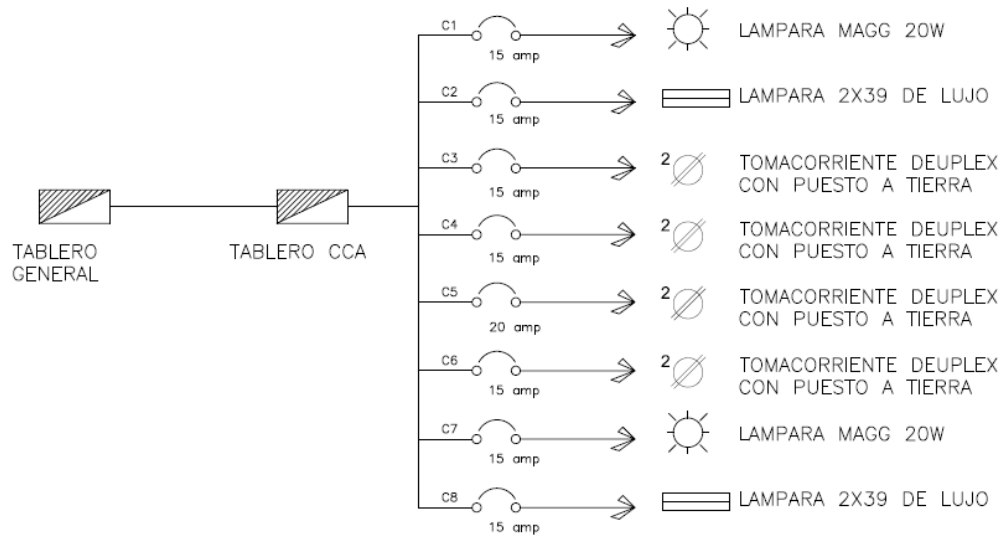 TABLERO
GENERAL
TABLERO CCA
C1
15 amp
LAMPARA MAGG 20W
C2
15 amp
LAMPARA 2X39 DE LUJO
C3
15 amp
2
TOMACORRIENTE DEUPLEX
CON PUESTO A TIERRA
C4
15 amp
2
TOMACORRIENTE DEUPLEX
CON PUESTO A TIERRA
C5
20 amp
2
TOMACORRIENTE DEUPLEX
CON PUESTO A TIERRA
C6
15 amp
2
TOMACORRIENTE DEUPLEX
CON PUESTO A TIERRA
C7
15 amp
LAMPARA MAGG 20W
C8
15 amp
LAMPARA 2X39 DE LUJO